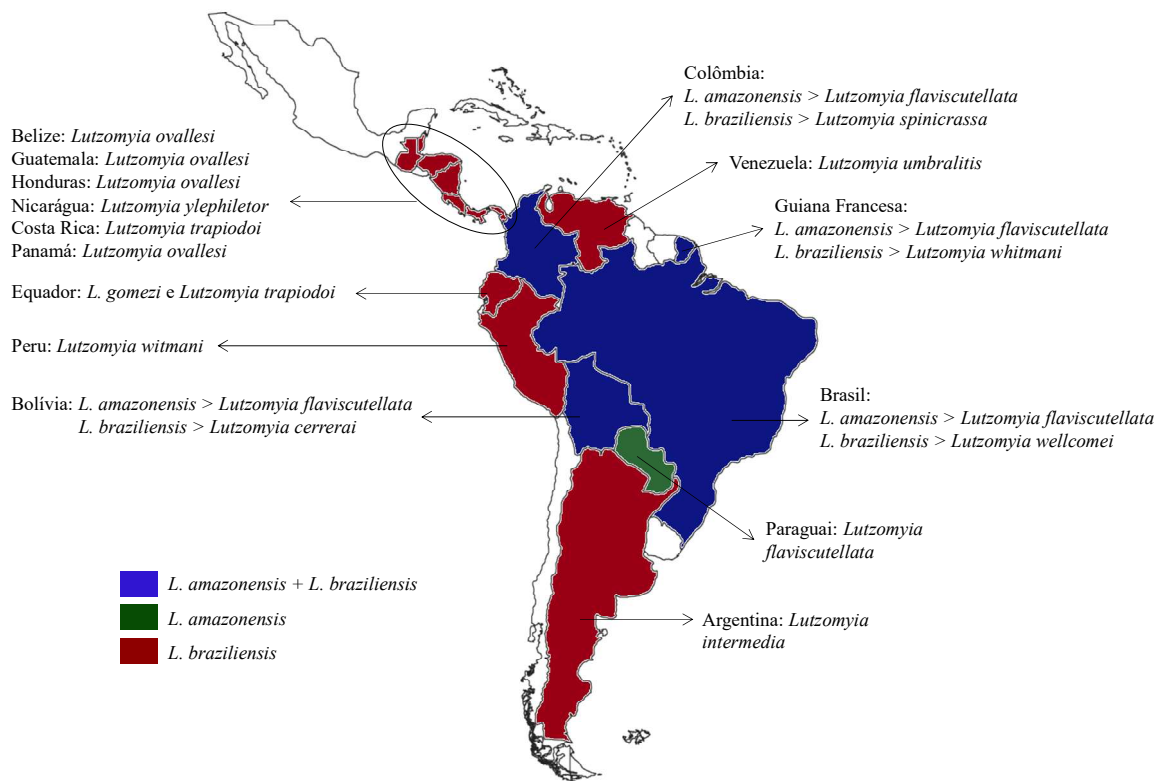 Colômbia:
L. amazonensis > Lutzomyia flaviscutellata
L. braziliensis > Lutzomyia spinicrassa
Belize: Lutzomyia ovallesi
Guatemala: Lutzomyia ovallesi
Honduras: Lutzomyia ovallesi
Nicarágua: Lutzomyia ylephiletor
Costa Rica: Lutzomyia trapiodoi
Panamá: Lutzomyia ovallesi
Venezuela: Lutzomyia umbralitis
Guiana Francesa:
L. amazonensis > Lutzomyia flaviscutellata
L. braziliensis > Lutzomyia whitmani
Equador: L. gomezi e Lutzomyia trapiodoi
Peru: Lutzomyia witmani
Bolívia: L. amazonensis > Lutzomyia flaviscutellata
L. braziliensis > Lutzomyia cerrerai
Brasil:
L. amazonensis > Lutzomyia flaviscutellata
L. braziliensis > Lutzomyia wellcomei
Paraguai: Lutzomyia
flaviscutellata
L. amazonensis + L. braziliensis
L. amazonensis
L. braziliensis
Argentina: Lutzomyia
intermedia